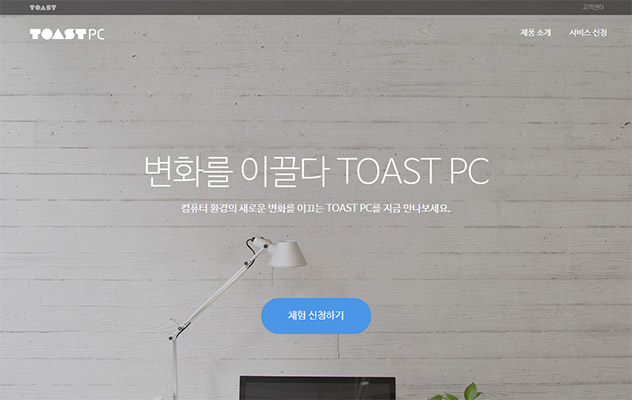 TOAST
고객센터
TOAST PC
제품 소개
서비스 신청
변화를 이끌다 TOAST PC
컴퓨터 환경의 새로운 변화를 이끄는 TOAST PC를 지금 만나보세요.
체험 신청하기